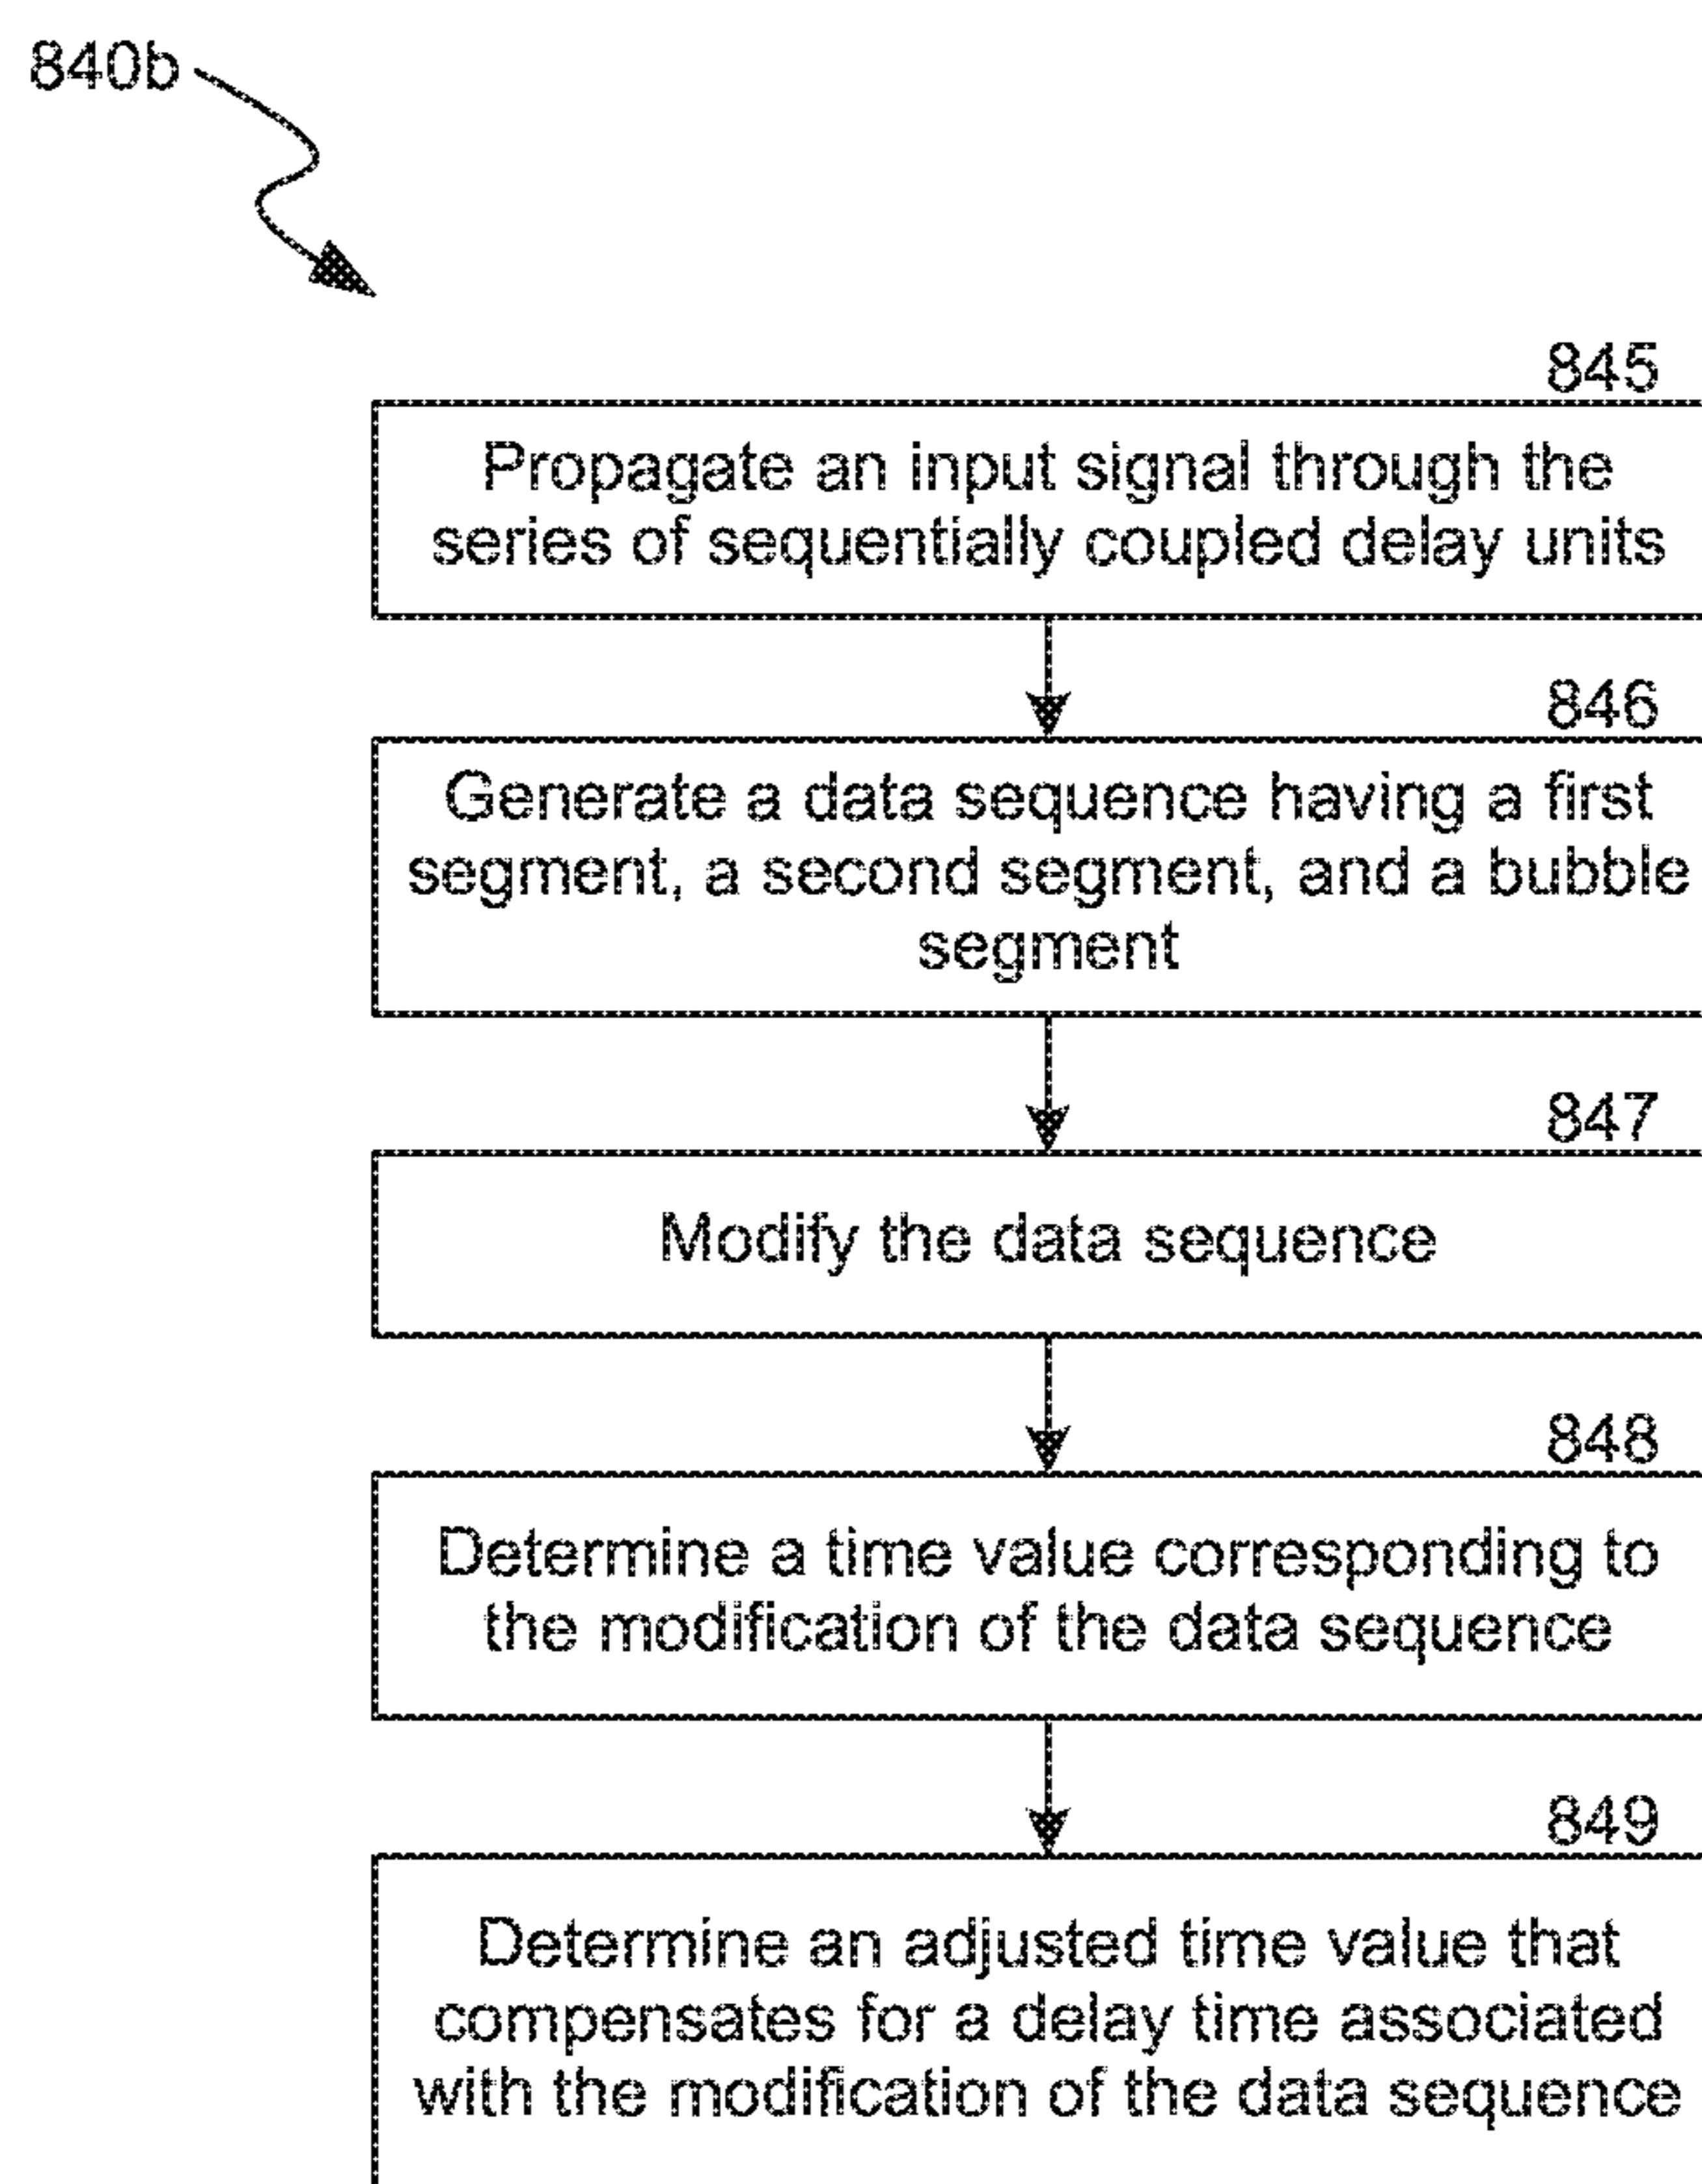 840b
845
Propagate an input signal through the
series of sequentially coupled delay units
846
Generate a data sequence having a first
segment, a second segment, and a bubble
segment
847
Modify the data sequence
848
Determine a time value corresponding to
the modification of the data sequence
849
Determine an adjusted time value that
compensates for a delay time associated
with the modification of the data sequence